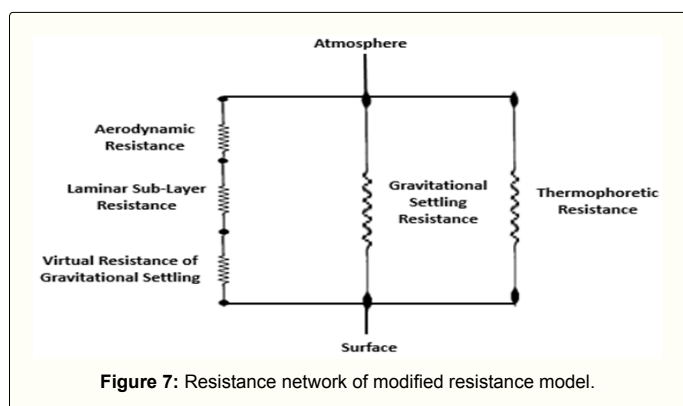 Atmosphere
Aerodynamic
Resistance
Laminar Sub-Layer
Resistance
Virtual Resistance of
Gravitational Settling
Gravitational
Settling
Resistance
Thermophoretic
Resistance
Surface
Figure 7: Resistance network of modified resistance model.